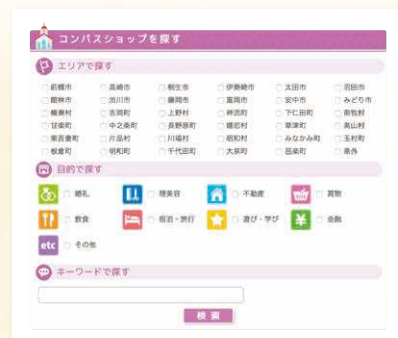 コンパスショップを探す
エリアで探す
前橋市 高崎市 桐生市 伊勢崎市 太田市 沼田市
館林市 渋川市 藤岡市 富岡市 安中市 みどり市
榛東村 吉岡町 上野村 神流町 下仁田町 南牧村
甘楽町 中之条町 長野原町 嬬恋村 草津町 高山村
東吾妻町 片品村 川場村 昭和村 みなかみ町 玉村町
板倉町 明和町 千代田町 大泉町 邑楽町 県外
目的で探す
婚礼 理美容 不動産 買物
飲食 宿泊・旅行 遊び・学び 金融
etc その他
キーワードで探す
検索